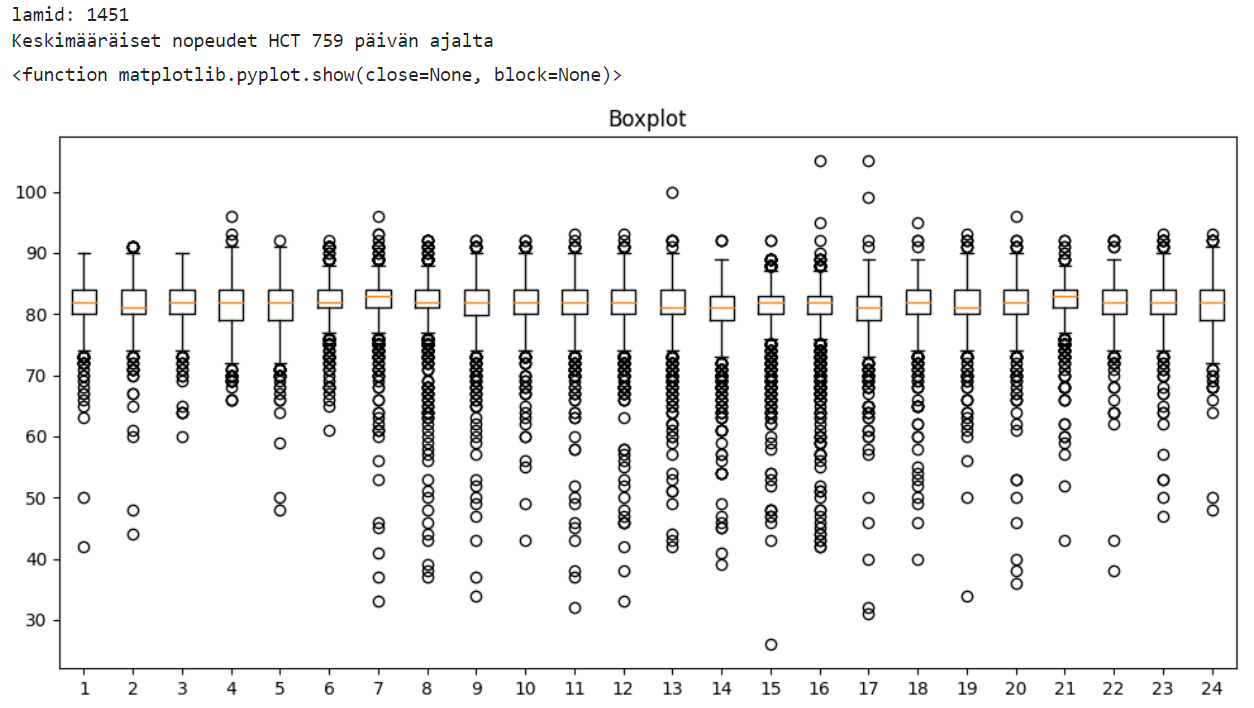 lamid: 1451
Keskimääräiset nopeudet HCT 759 päivän ajalta
<function matplotlib.pyplot.show(close=None, block=None)>
Boxplot
100
90
80
70
60
50
40
30
1 2 3 4 5 6 7 8 9 10 11 12 13 14 15 16 17 18 19 20 21 22 23 24